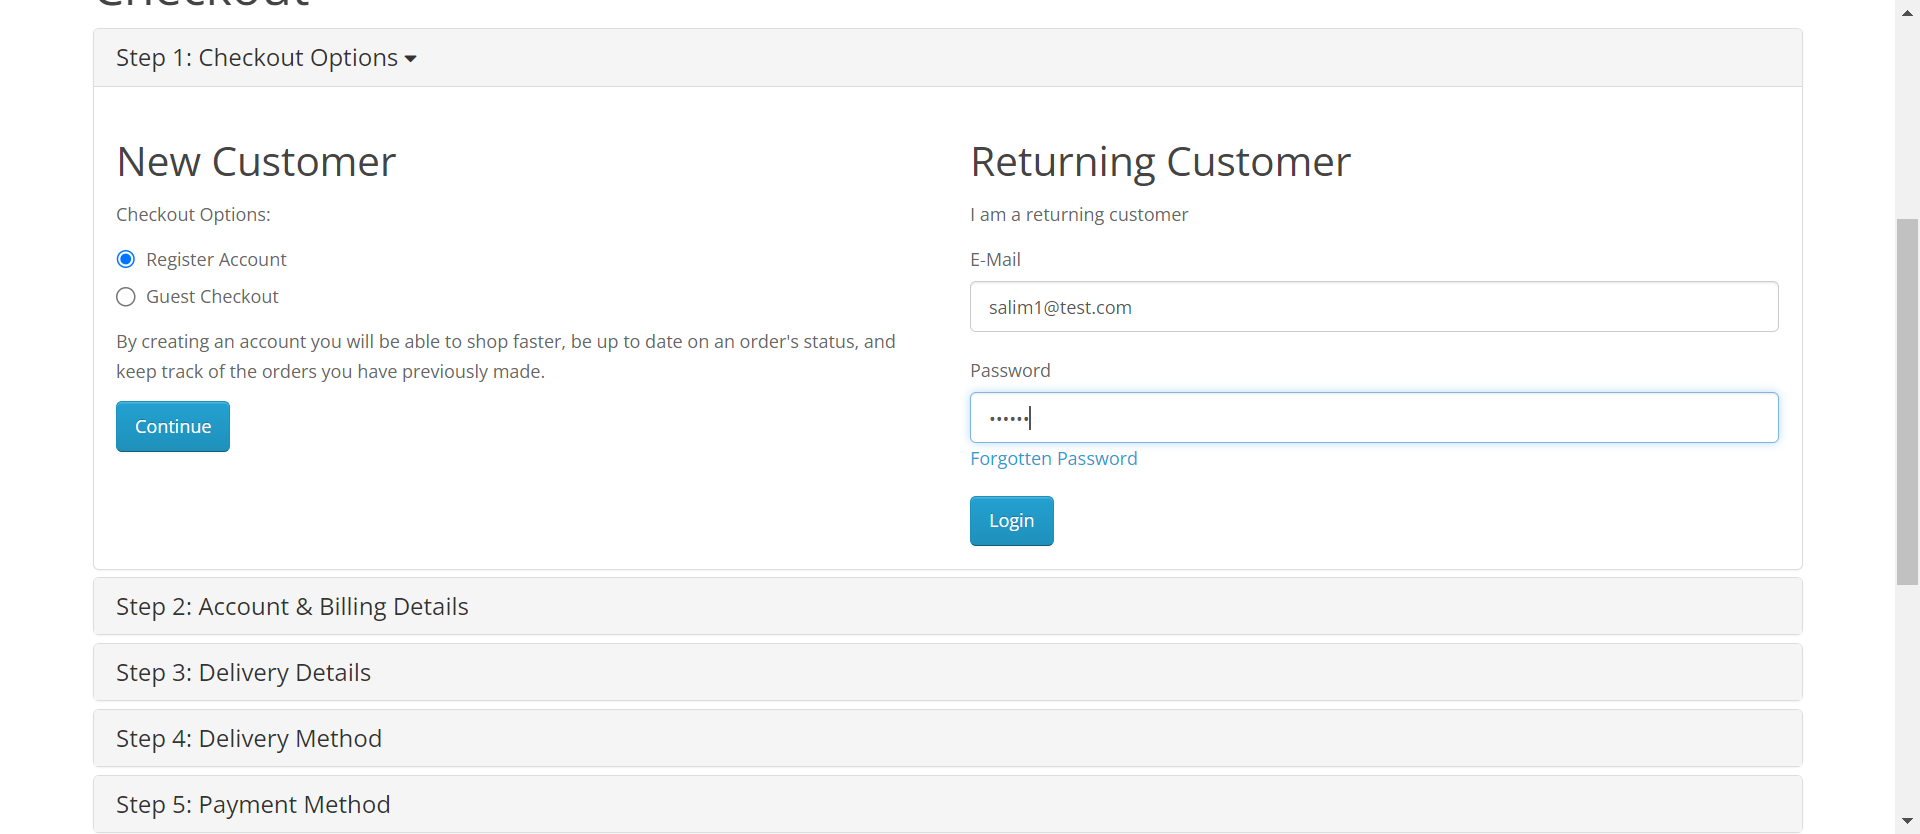 Checkout
Step 1: Checkout Options
New Customer
Checkout Options:
Register Account
Guest Checkout
By creating an account you will be able to shop faster, be up to date on an order's status, and
keep track of the orders you have previously made.
Continue
Returning Customer
I am a returning customer
E-Mail
salim1@test.com
Password
••••••
Forgotten Password
Login
Step 2: Account & Billing Details
Step 3: Delivery Details
Step 4: Delivery Method
Step 5: Payment Method